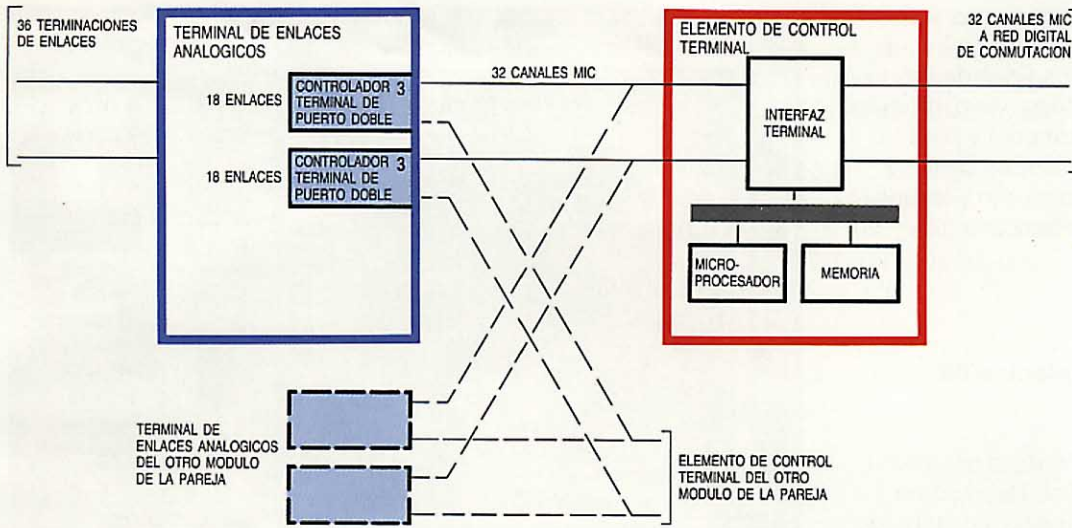 36 TERMINACIONES
DE ENLACES
TERMINAL DE ENLACES
ANALOGICOS
18 ENLACES
CONTROLADOR 3
TERMINAL DE
PUERTO DOBLE
18 ENLACES
CONTROLADOR 3
TERMINAL DE
PUERTO DOBLE
32 CANALES MIC
ELEMENTO DE CONTROL
TERMINAL
INTERFAZ
TERMINAL
MICRO-
PROCESADOR
MEMORIA
32 CANALES MIC
A RED DIGITAL
DE CONMUTACION
TERMINAL DE
ENLACES ANALOGICOS
DEL OTRO MODULO
DE LA PAREJA
ELEMENTO DE CONTROL
TERMINAL DEL OTRO
MODULO DE LA PAREJA